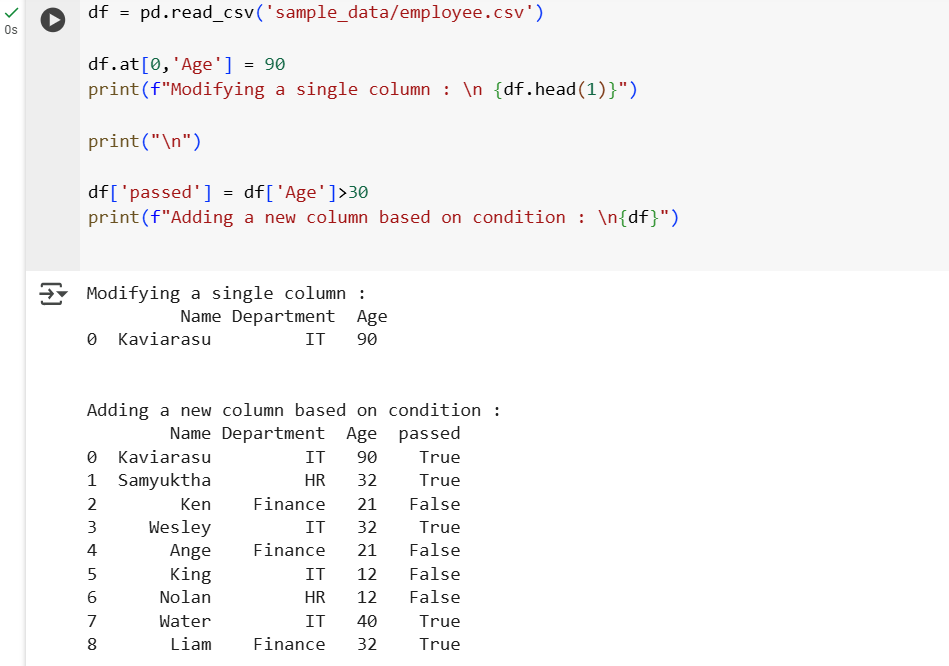 df = pd.read_csv('sample_data/employee.csv')
0s
df.at[0,'Age'] = 90
print(f"Modifying a single column : \n {df.head(1)}")
print("\n")
df['passed'] = df['Age']>30
print(f"Adding a new column based on condition : \n{df}")
Modifying a single column :
         Name Department  Age
0  Kaviarasu         IT   90
Adding a new column based on condition :
        Name Department  Age  passed
0  Kaviarasu         IT   90    True
1  Samyuktha         HR   32    True
2        Ken    Finance   21   False
3     Wesley         IT   32    True
4       Ange    Finance   21   False
5       King         IT   12   False
6      Nolan         HR   12   False
7      Water         IT   40    True
8       Liam    Finance   32    True